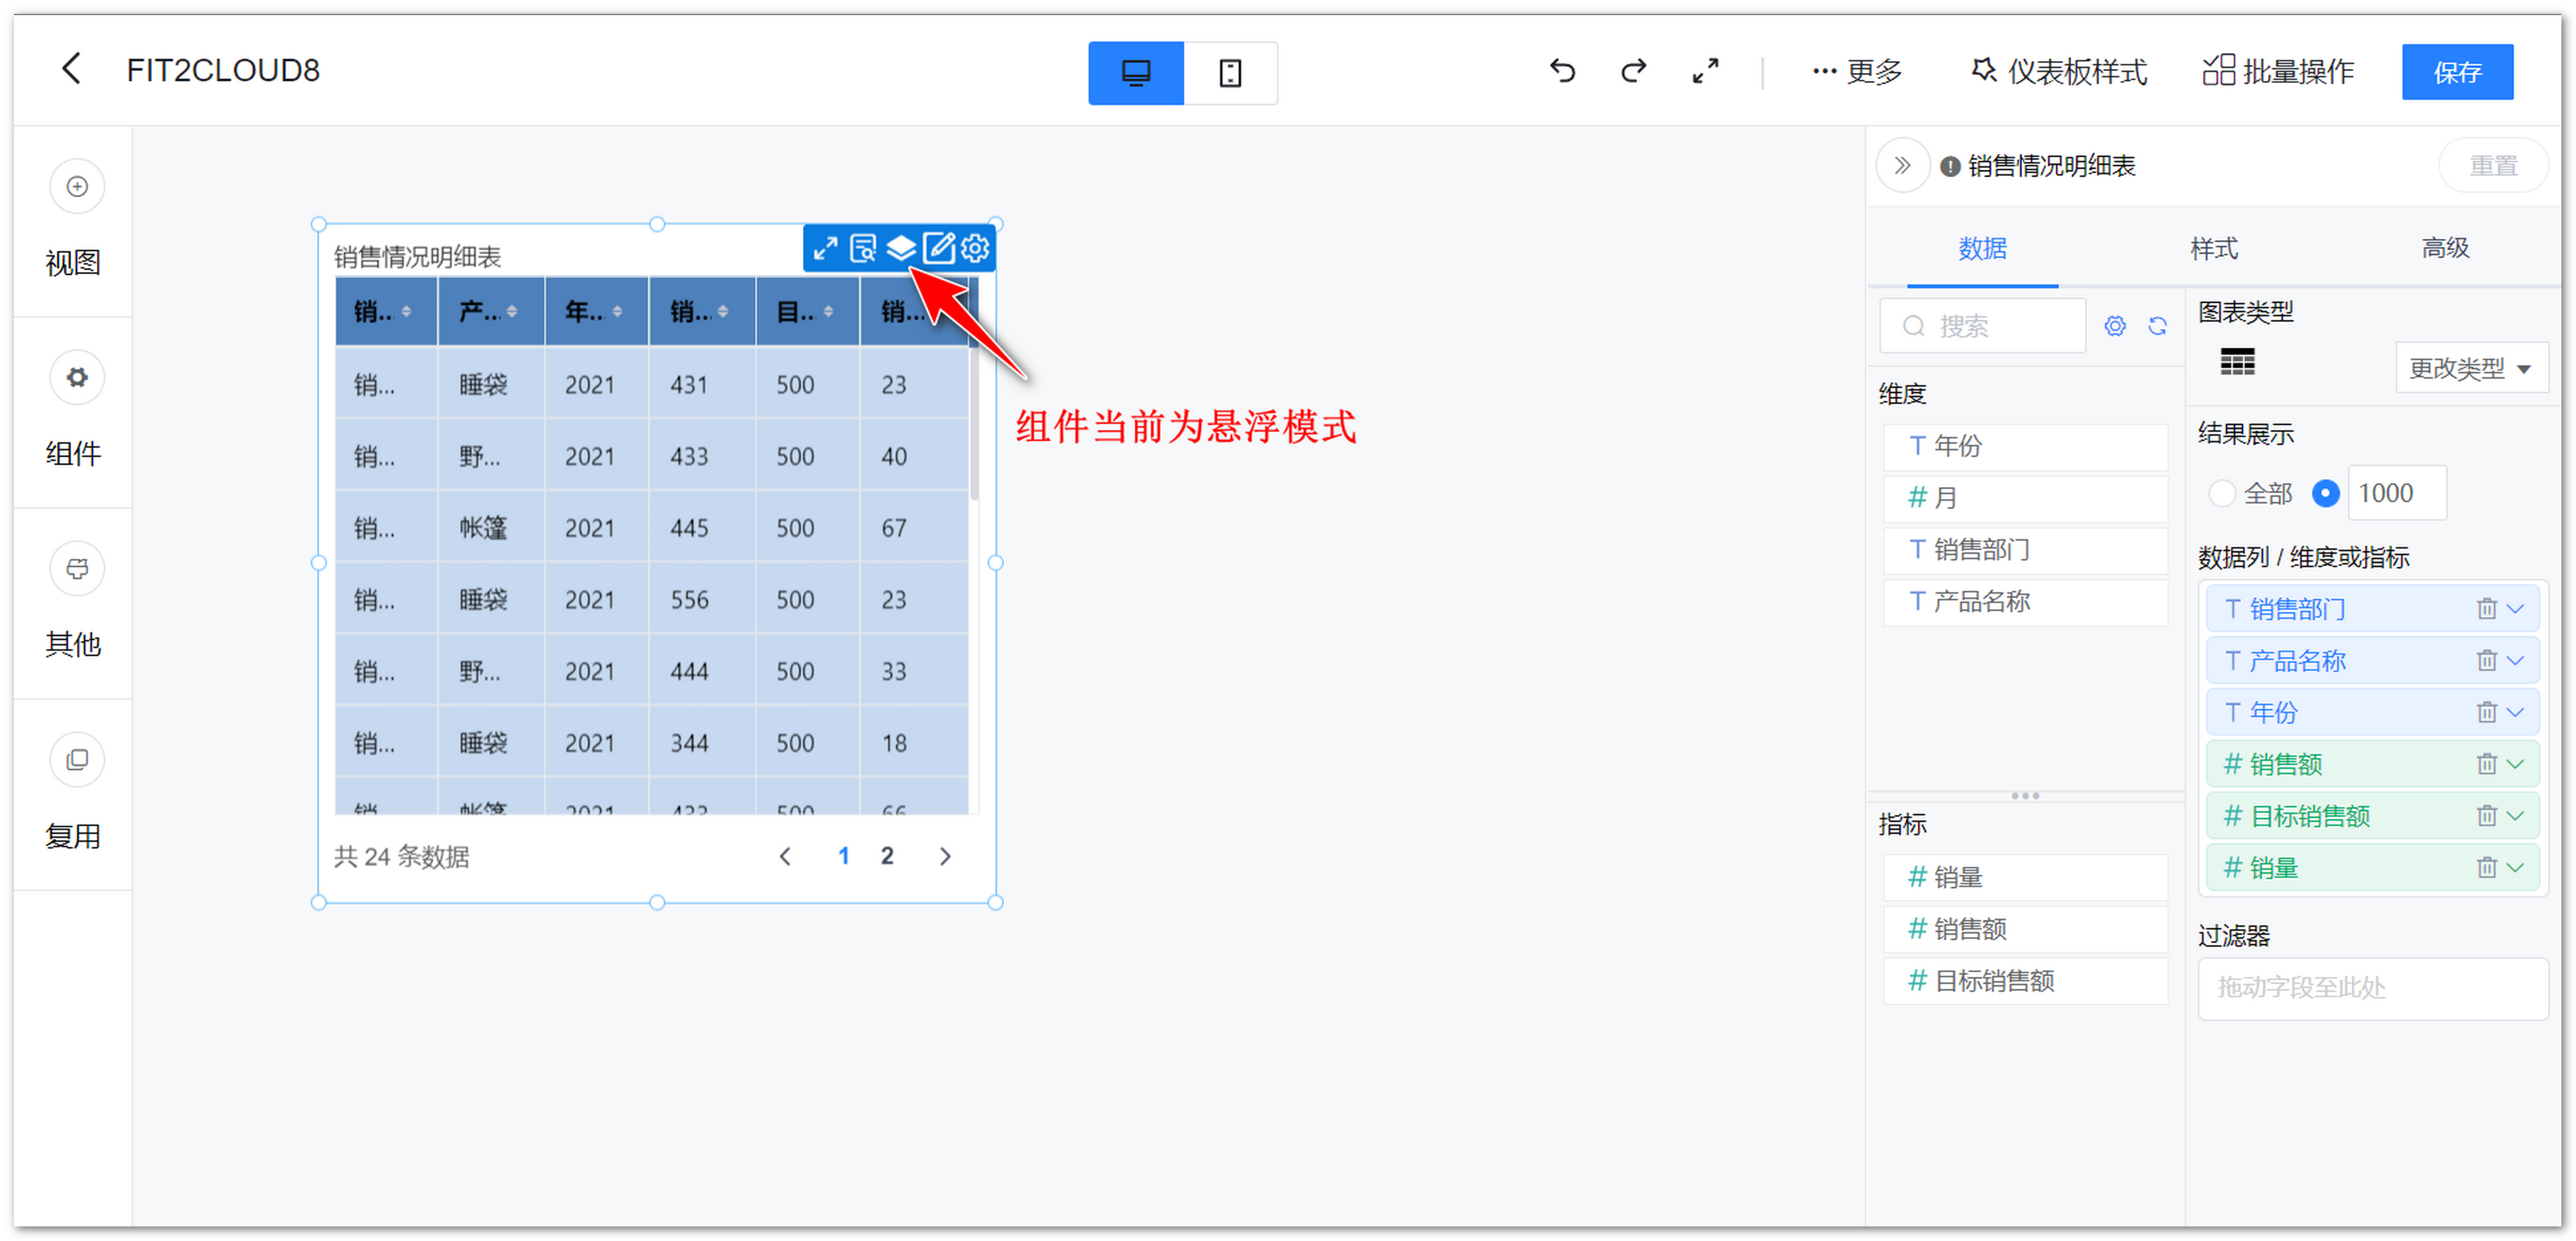 FIT2CLOUD8
更多
仪表板样式
批量操作
保存
视图
组件
其他
复用
销售情况明细表
销... 产... 年... 销... 目... 销...
销... 睡袋 2021 431 500 23
销... 野... 2021 433 500 40
销... 帐篷 2021 445 500 67
销... 睡袋 2021 556 500 23
销... 野... 2021 444 500 33
销... 睡袋 2021 344 500 18
销 帐篷 2021 433 500 66
共 24 条数据
1 2
组件当前为悬浮模式
销售情况明细表
重置
数据
样式
高级
搜索
维度
T 年份
# 月
T 销售部门
T 产品名称
指标
# 销量
# 销售额
# 目标销售额
图表类型
更改类型
结果展示
全部
1000
数据列 / 维度或指标
T 销售部门
T 产品名称
T 年份
# 销售额
# 目标销售额
# 销量
过滤器
拖动字段至此处